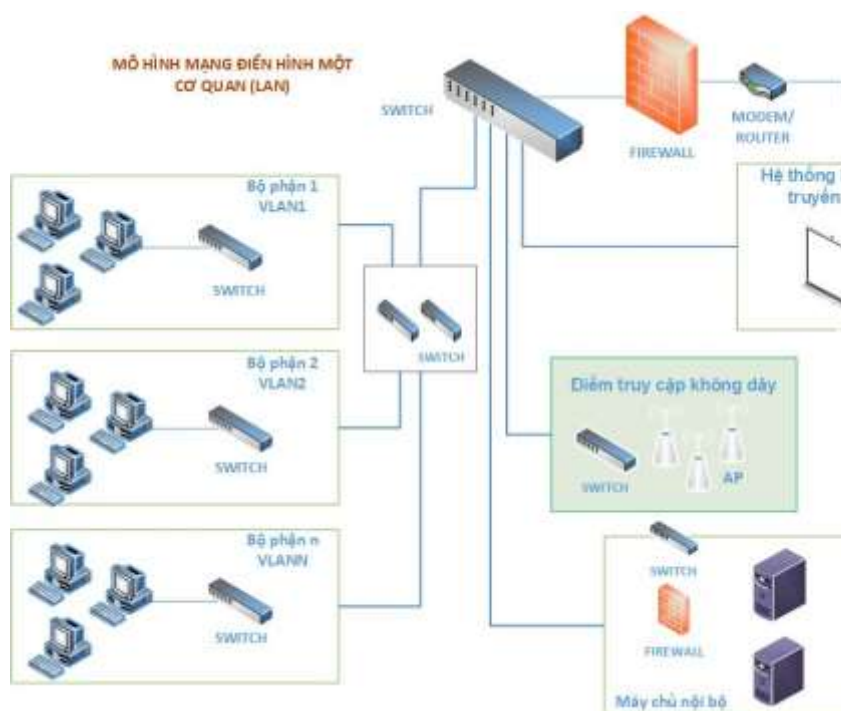 MÔ HÌNH MẠNG ĐIỂN HÌNH MỘT
CƠ QUAN (LAN)
SWITCH
FIREWALL
MODEM/
ROUTER
Hệ thống
truyền
Bộ phận 1
VLAN1
SWITCH
SWITCH
Bộ phận 2
VLAN2
SWITCH
Điểm truy cập không dây
SWITCH
AP
Bộ phận n
VLANN
SWITCH
SWITCH
FIREWALL
Máy chủ nội bộ